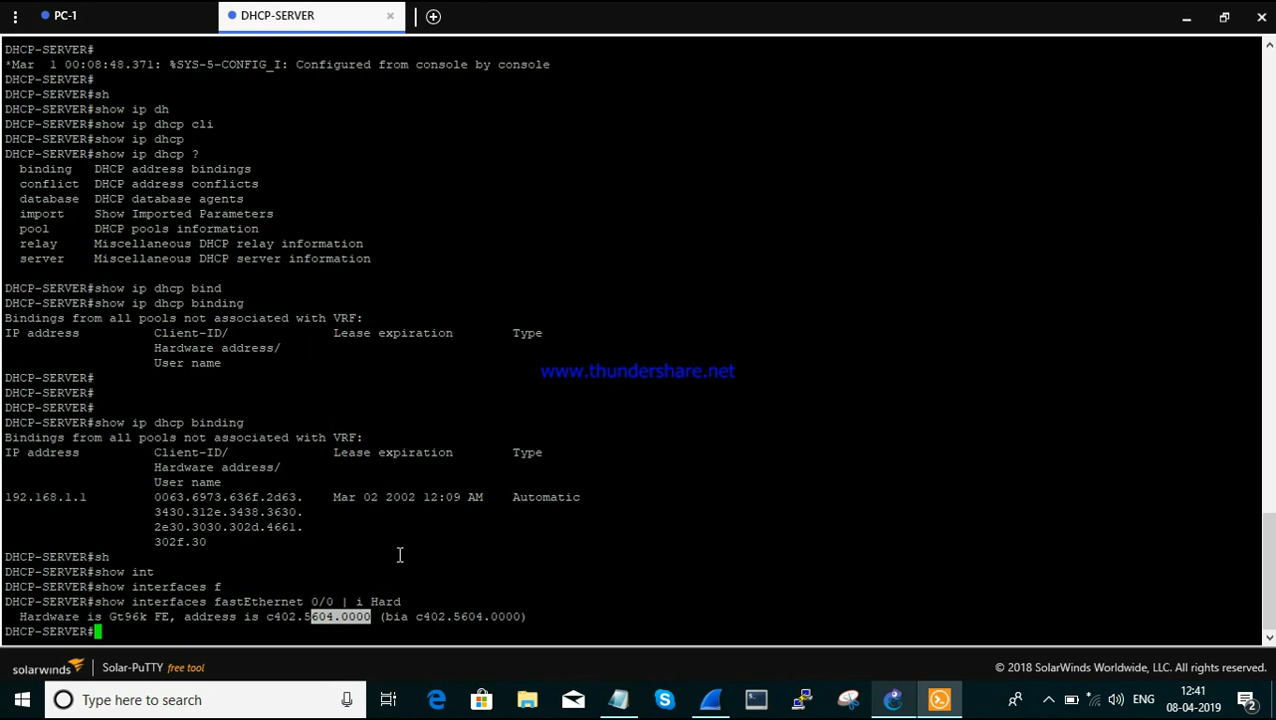 PC-1
DHCP-SERVER
DHCP-SERVER#
*Mar  1 00:08:48.371: %SYS-5-CONFIG_I: Configured from console by console
DHCP-SERVER#
DHCP-SERVER#sh
DHCP-SERVER#show ip dh
DHCP-SERVER#show ip dhcp cli
DHCP-SERVER#show ip dhcp
DHCP-SERVER#show ip dhcp ?
  binding   DHCP address bindings
  conflict  DHCP address conflicts
  database  DHCP database agents
  import    Show Imported Parameters
  pool      DHCP pools information
  relay     Miscellaneous DHCP relay information
  server    Miscellaneous DHCP server information
DHCP-SERVER#show ip dhcp bind
DHCP-SERVER#show ip dhcp binding
Bindings from all pools not associated with VRF:
IP address          Client-ID/              Lease expiration        Type
                    Hardware address/
                    User name
www.thundershare.net
DHCP-SERVER#
DHCP-SERVER#
DHCP-SERVER#
DHCP-SERVER#show ip dhcp binding
Bindings from all pools not associated with VRF:
IP address          Client-ID/              Lease expiration        Type
                    Hardware address/
                    User name
192.168.1.1         0063.6973.636f.2d63.    Mar 02 2002 12:09 AM    Automatic
                    3430.312e.3438.3630.
                    2e30.3030.302d.4661.
                    302f.30
DHCP-SERVER#sh
DHCP-SERVER#show int
DHCP-SERVER#show interfaces f
DHCP-SERVER#show interfaces fastEthernet 0/0 | i Hard
  Hardware is Gt96k FE, address is c402.5604.0000 (bia c402.5604.0000)
DHCP-SERVER#
solarwinds Solar-PuTTY free tool © 2018 SolarWinds Worldwide, LLC. All rights reserved.
Type here to search
ENG
12:41
08-04-2019
2